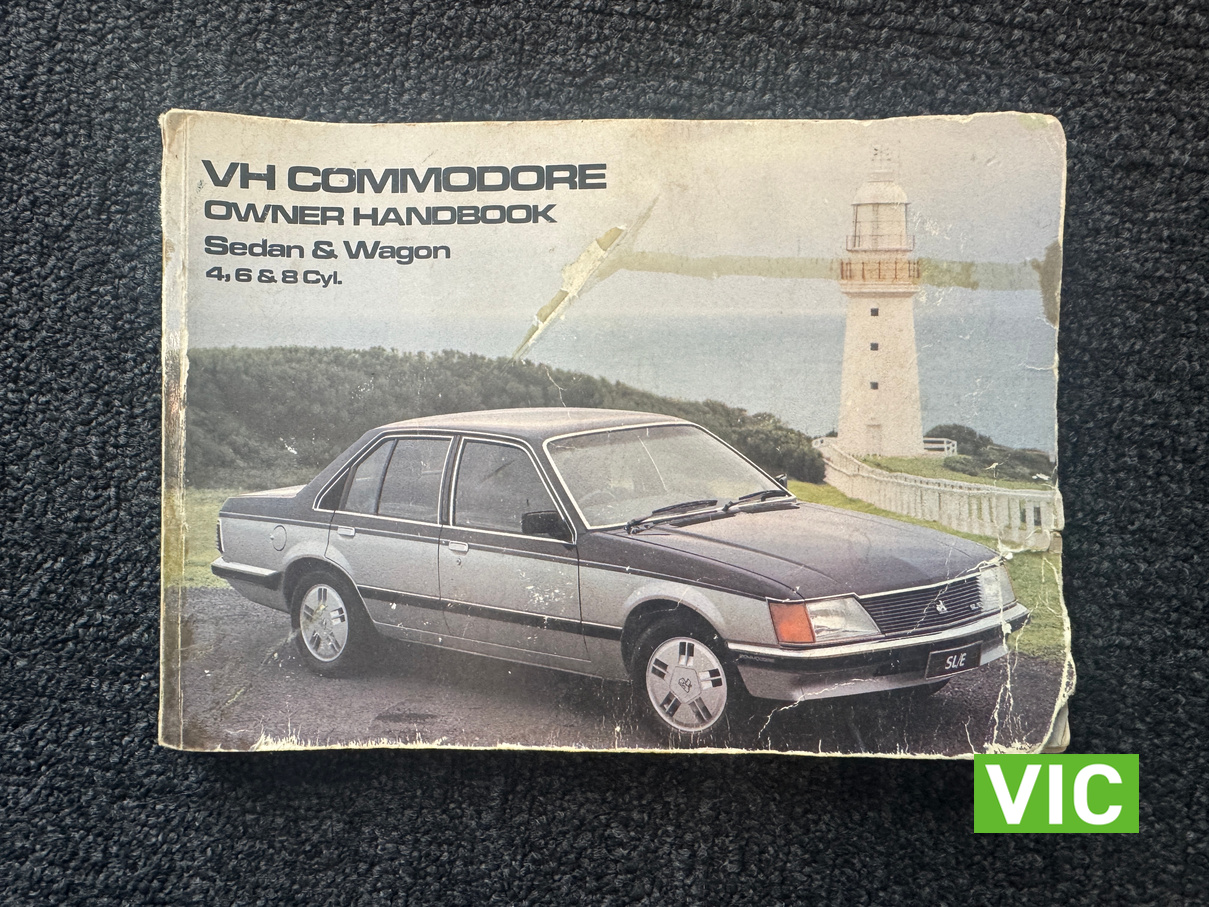 VH COMMODORE
OWNER HANDBOOK
Sedan & Wagon
4, 6 & 8 Cyl.
SL/E
VIC